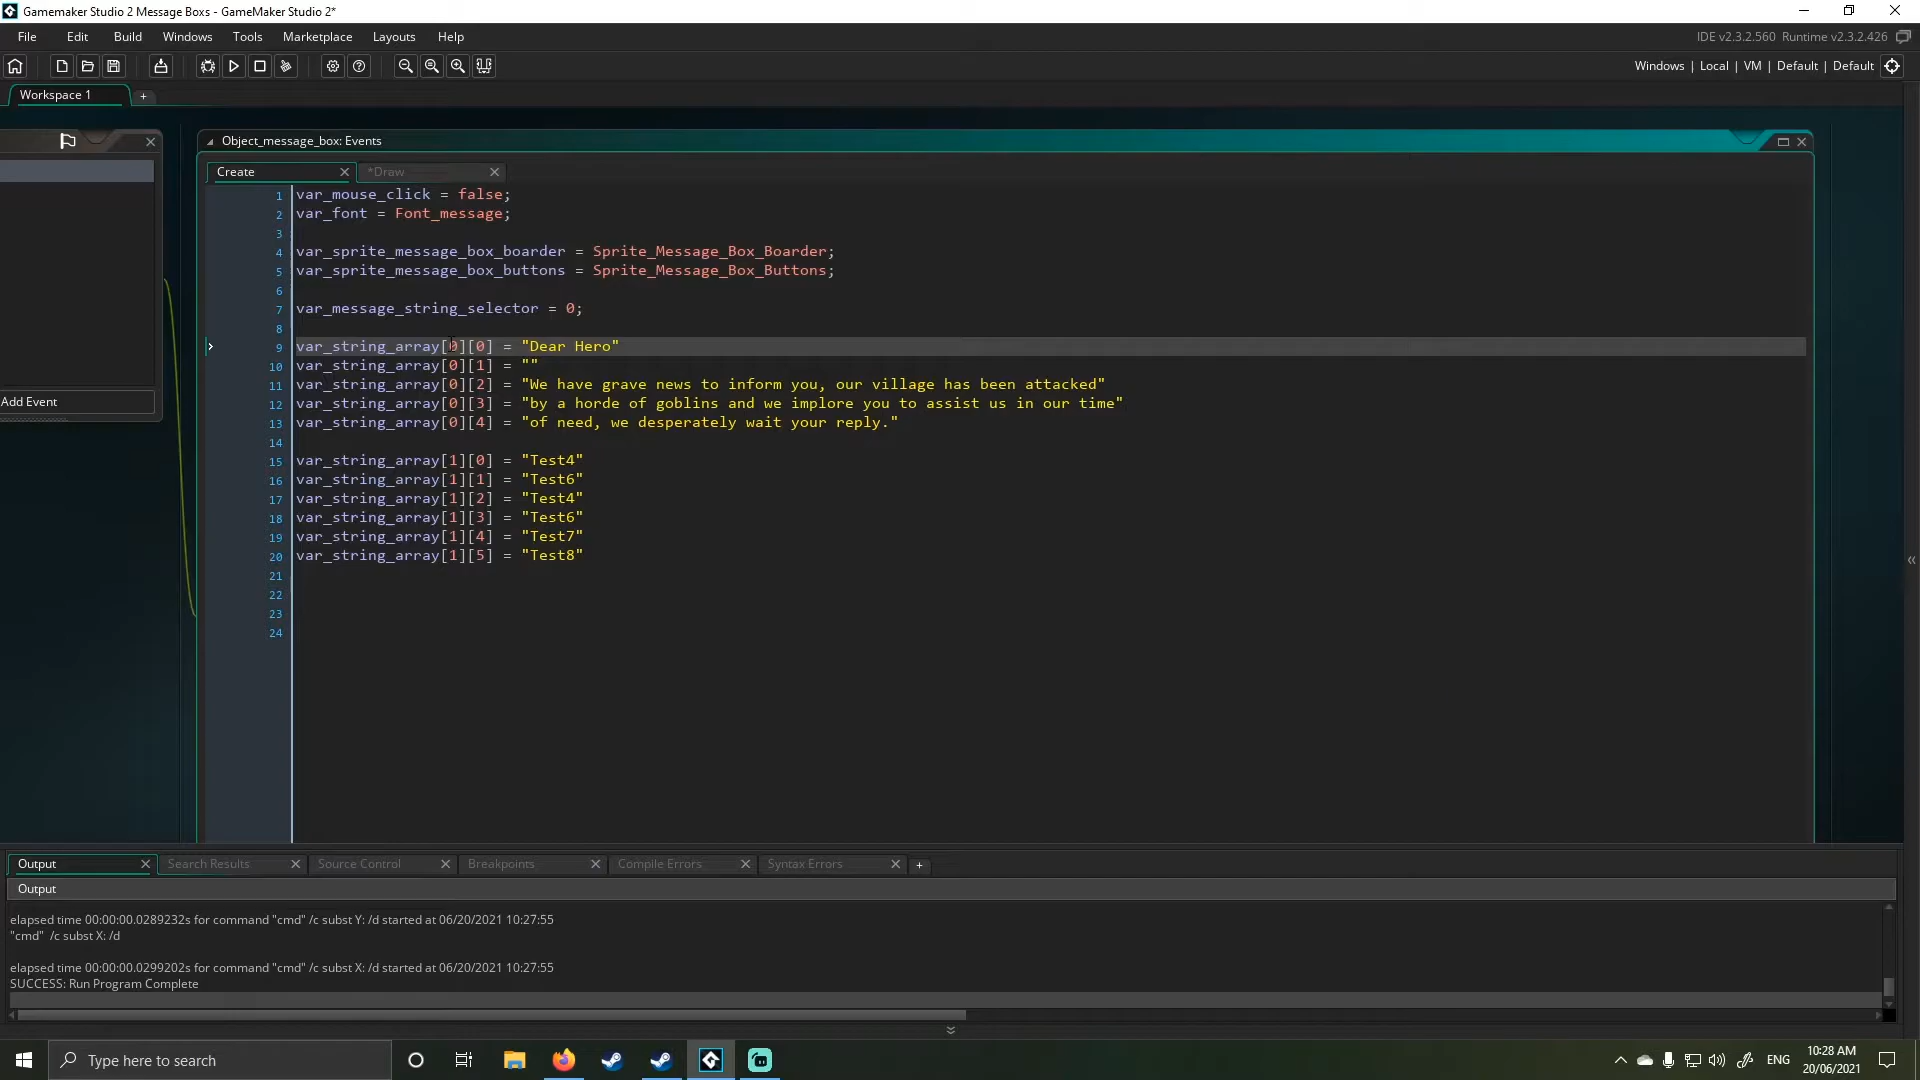 Gamemaker Studio 2 Message Boxs - GameMaker Studio 2*
File Edit Build Windows Tools Marketplace Layouts Help
IDE v2.3.2.560 Runtime v2.3.2.426
Windows | Local | VM | Default | Default
Workspace 1 +
Object_message_box: Events
Create *Draw
1 var_mouse_click = false;
2 var_font = Font_message;
3
4 var_sprite_message_box_boarder = Sprite_Message_Box_Boarder;
5 var_sprite_message_box_buttons = Sprite_Message_Box_Buttons;
6
7 var_message_string_selector = 0;
8
9 var_string_array[0][0] = "Dear Hero"
10 var_string_array[0][1] = ""
11 var_string_array[0][2] = "We have grave news to inform you, our village has been attacked"
12 var_string_array[0][3] = "by a horde of goblins and we implore you to assist us in our time"
13 var_string_array[0][4] = "of need, we desperately wait your reply."
14
15 var_string_array[1][0] = "Test4"
16 var_string_array[1][1] = "Test6"
17 var_string_array[1][2] = "Test4"
18 var_string_array[1][3] = "Test6"
19 var_string_array[1][4] = "Test7"
20 var_string_array[1][5] = "Test8"
21
22
23
24
Add Event
Output Search Results Source Control Breakpoints Compile Errors Syntax Errors +
Output
elapsed time 00:00:00.0289232s for command "cmd" /c subst Y: /d started at 06/20/2021 10:27:55
"cmd" /c subst X: /d
elapsed time 00:00:00.0299202s for command "cmd" /c subst X: /d started at 06/20/2021 10:27:55
SUCCESS: Run Program Complete
Type here to search
ENG
10:28 AM
20/06/2021